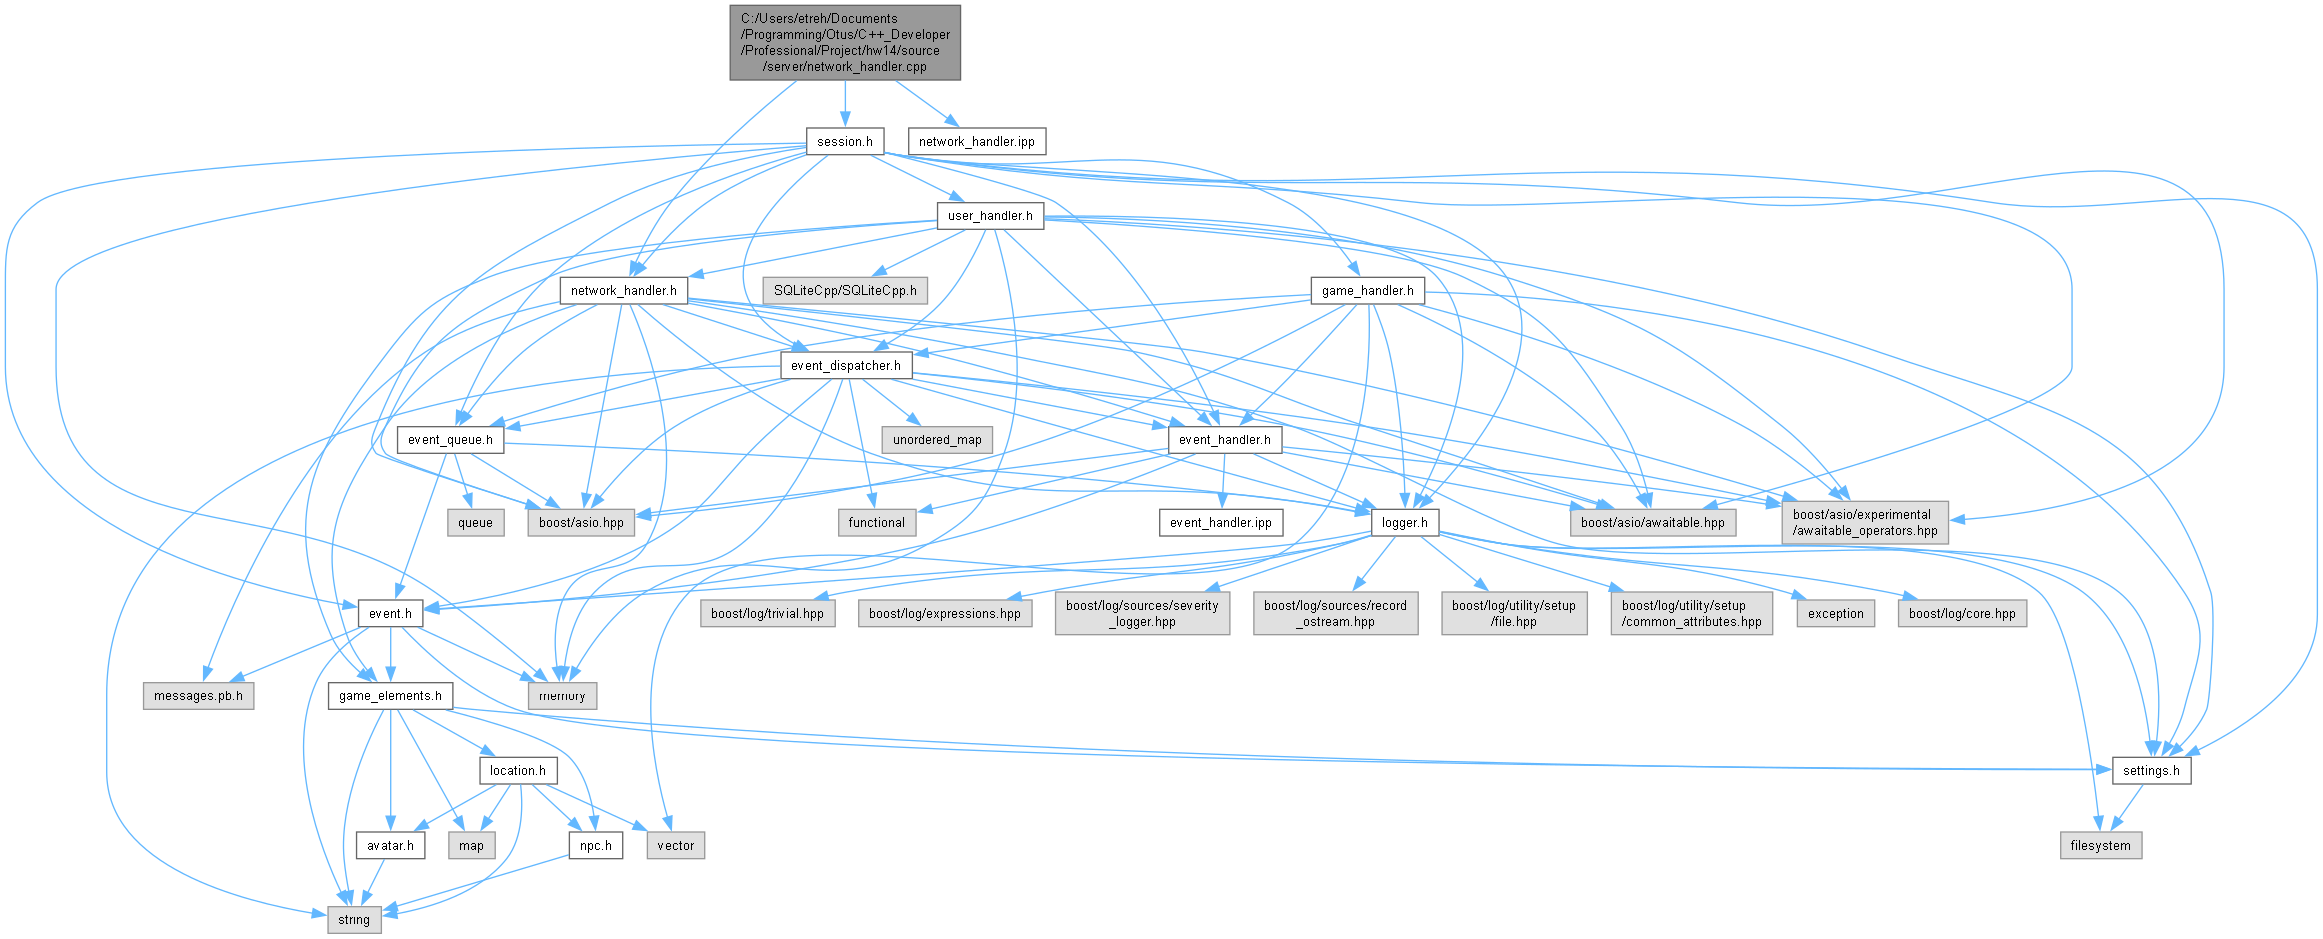 C:/Users/etreh/Documents
/Programming/Otus/C++_Developer
/Professional/Project/hw14/source
/server/network_handler.cpp
session.h
network_handler.ipp
user_handler.h
network_handler.h
SQLiteCpp/SQLiteCpp.h
game_handler.h
event_dispatcher.h
event_queue.h
unordered_map
event_handler.h
queue
boost/asio.hpp
functional
event_handler.ipp
logger.h
boost/asio/awaitable.hpp
boost/asio/experimental
/awaitable_operators.hpp
event.h
boost/log/trivial.hpp
boost/log/expressions.hpp
boost/log/sources/severity
_logger.hpp
boost/log/sources/record
_ostream.hpp
boost/log/utility/setup
/file.hpp
boost/log/utility/setup
/common_attributes.hpp
exception
boost/log/core.hpp
messages.pb.h
game_elements.h
memory
location.h
settings.h
avatar.h
map
npc.h
vector
filesystem
string